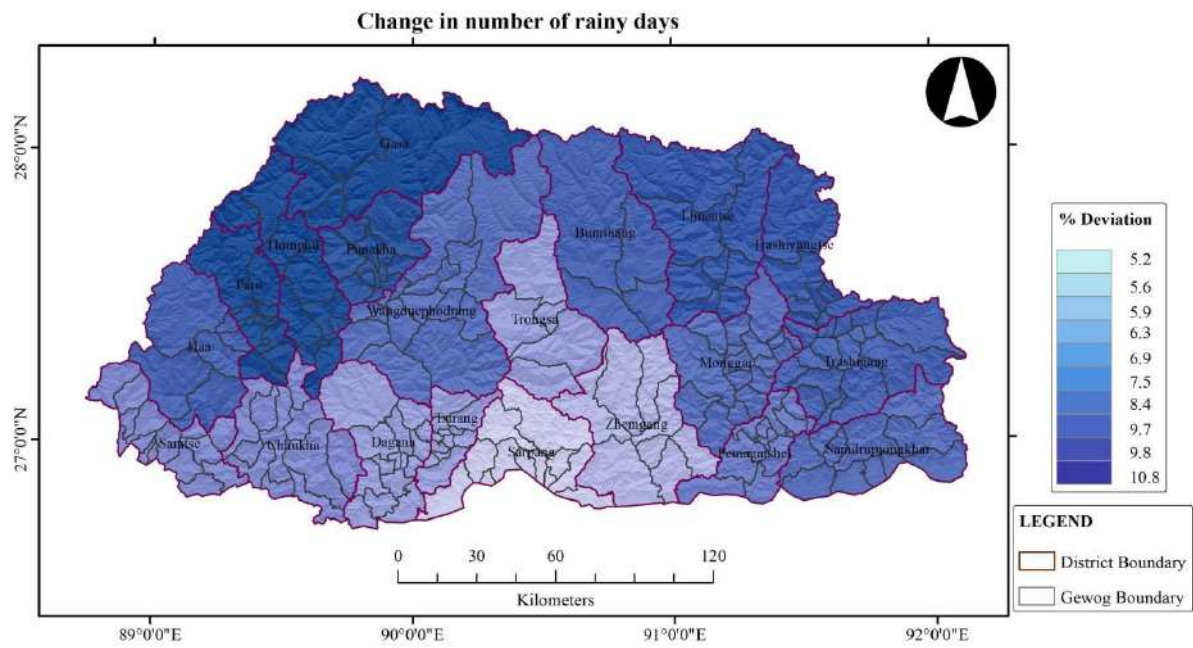 Change in number of rainy days
28°0'0"N
27°0'0"N
Gasa
Thimphu
Punakha
Paro
Haa
Wangduephodrang
Bumthang
Lhuentse
Trashiyangtse
Trongsa
Monggar
Trashigang
Samtse
Chhukha
Dagana
Tsirang
Sarpang
Zhemgang
Pemagatshel
Samdrupjongkhar
% Deviation
5.2
5.6
5.9
6.3
6.9
7.5
8.4
9.7
9.8
10.8
LEGEND
District Boundary
Gewog Boundary
0 30 60 120
Kilometers
89°0'0"E 90°0'0"E 91°0'0"E 92°0'0"E